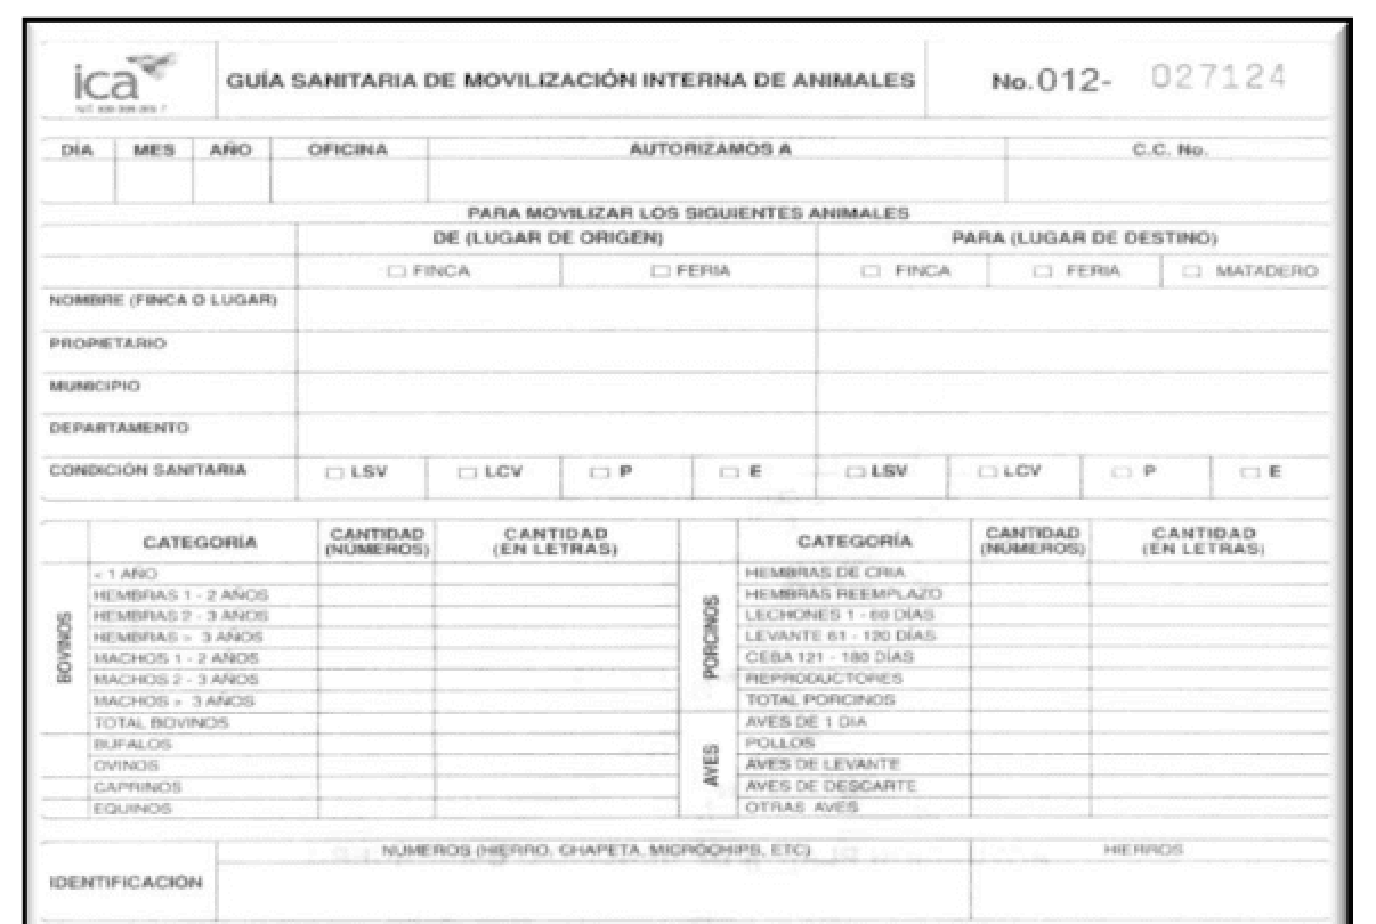 ica
GUÍA SANITARIA DE MOVILIZACIÓN INTERNA DE ANIMALES
No. 012- 027124
DÍA MES AÑO OFICINA AUTORIZAMOS A C.C. No.
PARA MOVILIZAR LOS SIGUIENTES ANIMALES
DE (LUGAR DE ORIGEN) PARA (LUGAR DE DESTINO)
FINCA FERIA FINCA FERIA MATADERO
NOMBRE (FINCA O LUGAR)
PROPIETARIO
MUNICIPIO
DEPARTAMENTO
CONDICIÓN SANITARIA LSV LCV P E LSV LCV P E
CATEGORÍA CANTIDAD (NÚMEROS) CANTIDAD (EN LETRAS) CATEGORÍA CANTIDAD (NÚMEROS) CANTIDAD (EN LETRAS)
BOVINOS
< 1 AÑO
HEMBRAS 1 - 2 AÑOS
HEMBRAS 2 - 3 AÑOS
HEMBRAS > 3 AÑOS
MACHOS 1 - 2 AÑOS
MACHOS 2 - 3 AÑOS
MACHOS > 3 AÑOS
TOTAL BOVINOS
BUFALOS
OVINOS
CAPRINOS
EQUINOS
PORCINOS
HEMBRAS DE CRIA
HEMBRAS REEMPLAZO
LECHONES 1 - 60 DÍAS
LEVANTE 61 - 120 DÍAS
CEBA 121 - 180 DÍAS
REPRODUCTORES
TOTAL PORCINOS
AVES
AVES DE 1 DIA
POLLOS
AVES DE LEVANTE
AVES DE DESCARTE
OTRAS AVES
IDENTIFICACIÓN
NUMEROS (HIERRO, CHAPETA, MICROCHIPS, ETC)
HIERROS